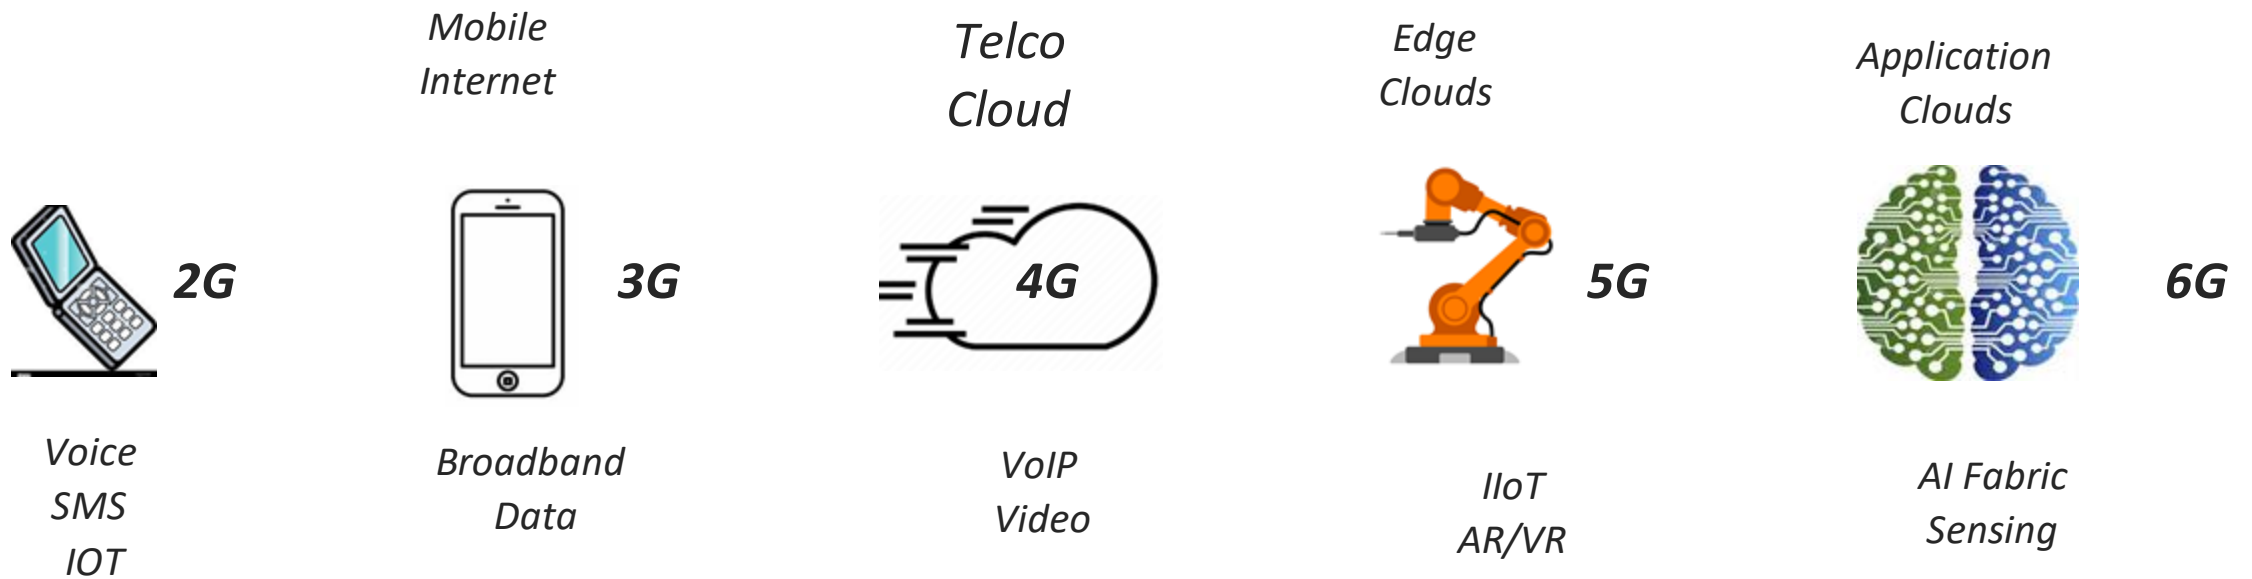 Mobile
Internet
Telco
Cloud
Edge
Clouds
Application
Clouds
2G
3G
4G
5G
6G
Voice
SMS
IOT
Broadband
Data
VoIP
Video
IIoT
AR/VR
AI Fabric
Sensing